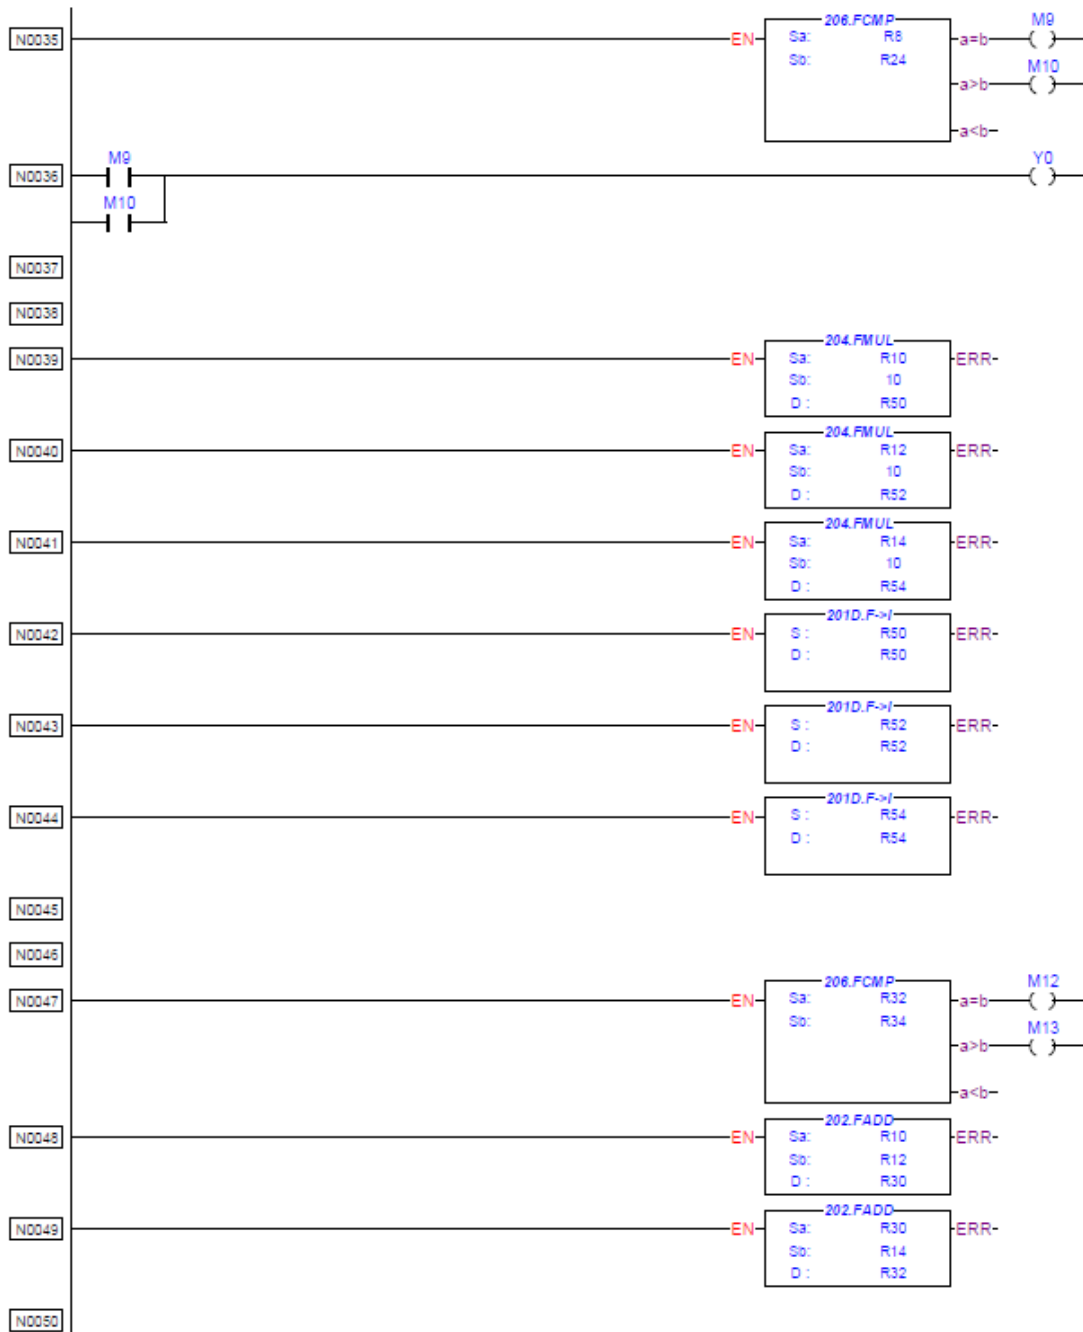 206.FCMP
M9
N0035
EN
Sa: R8
a=b
Sb: R24
M10
a>b
a<b
M9
Y0
N0036
M10
N0037
N0038
204.FMUL
N0039
EN
Sa: R10
ERR
Sb: 10
D : R50
204.FMUL
N0040
EN
Sa: R12
ERR
Sb: 10
D : R52
204.FMUL
N0041
EN
Sa: R14
ERR
Sb: 10
D : R54
201D.F->I
N0042
EN
S : R50
ERR
D : R50
201D.F->I
N0043
EN
S : R52
ERR
D : R52
201D.F->I
N0044
EN
S : R54
ERR
D : R54
N0045
N0046
206.FCMP
M12
N0047
EN
Sa: R32
a=b
Sb: R34
M13
a>b
a<b
202.FADD
N0048
EN
Sa: R10
ERR
Sb: R12
D : R30
202.FADD
N0049
EN
Sa: R30
ERR
Sb: R14
D : R32
N0050